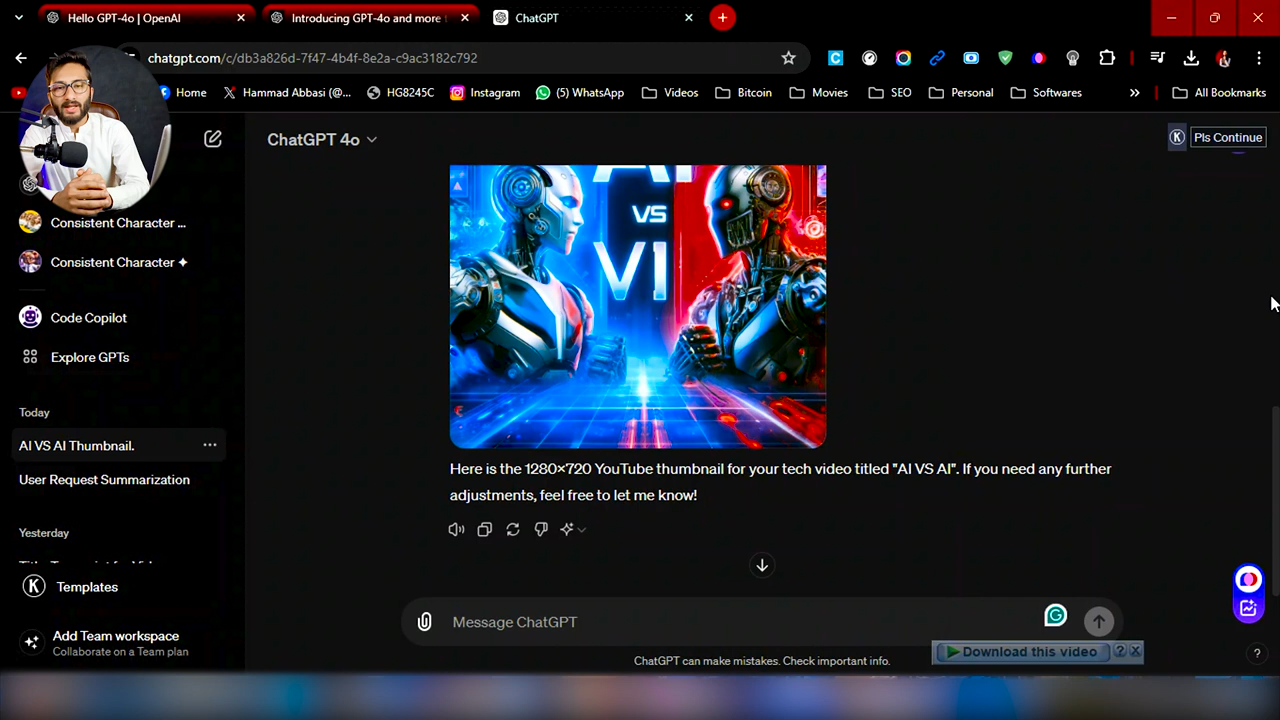 Hello GPT-4o | OpenAI
Introducing GPT-4o and more
ChatGPT
chatgpt.com/c/db3a826d-7f47-4b4f-8e2a-c9ac3182c792
Home
Hammad Abbasi (@...
HG8245C
Instagram
(5) WhatsApp
Videos
Bitcoin
Movies
SEO
Personal
Softwares
All Bookmarks
ChatGPT 4o
Pls Continue
Consistent Character ...
Consistent Character ✦
Code Copilot
Explore GPTs
Today
AI VS AI Thumbnail.
User Request Summarization
Yesterday
Templates
Add Team workspace
Collaborate on a Team plan
VS
VI
Here is the 1280×720 YouTube thumbnail for your tech video titled "AI VS AI". If you need any further
adjustments, feel free to let me know!
Message ChatGPT
Download this video
ChatGPT can make mistakes. Check important info.